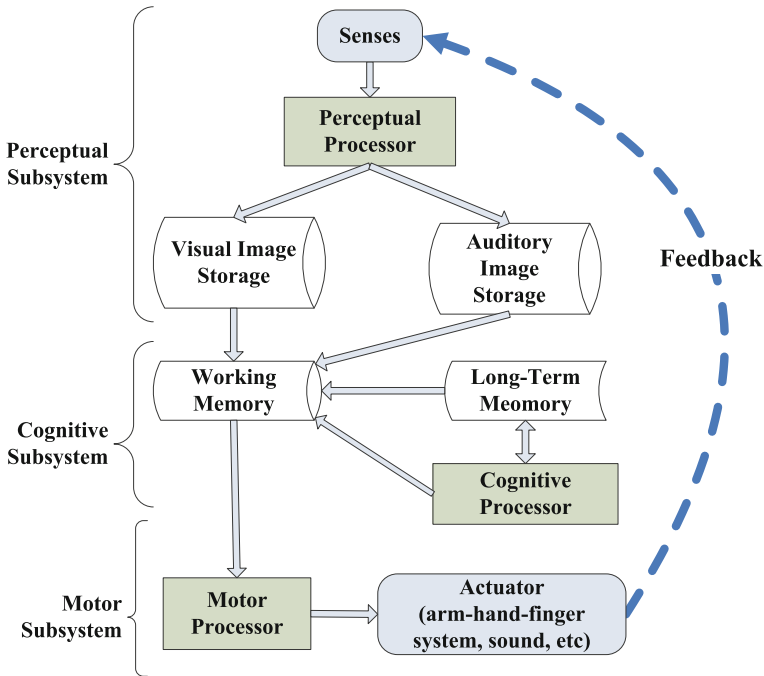 Senses
Perceptual
Processor
Perceptual
Subsystem
Visual Image
Storage
Auditory
Image
Storage
Feedback
Working
Memory
Long-Term
Meomory
Cognitive
Subsystem
Cognitive
Processor
Motor
Subsystem
Motor
Processor
Actuator
(arm-hand-finger
system, sound, etc)